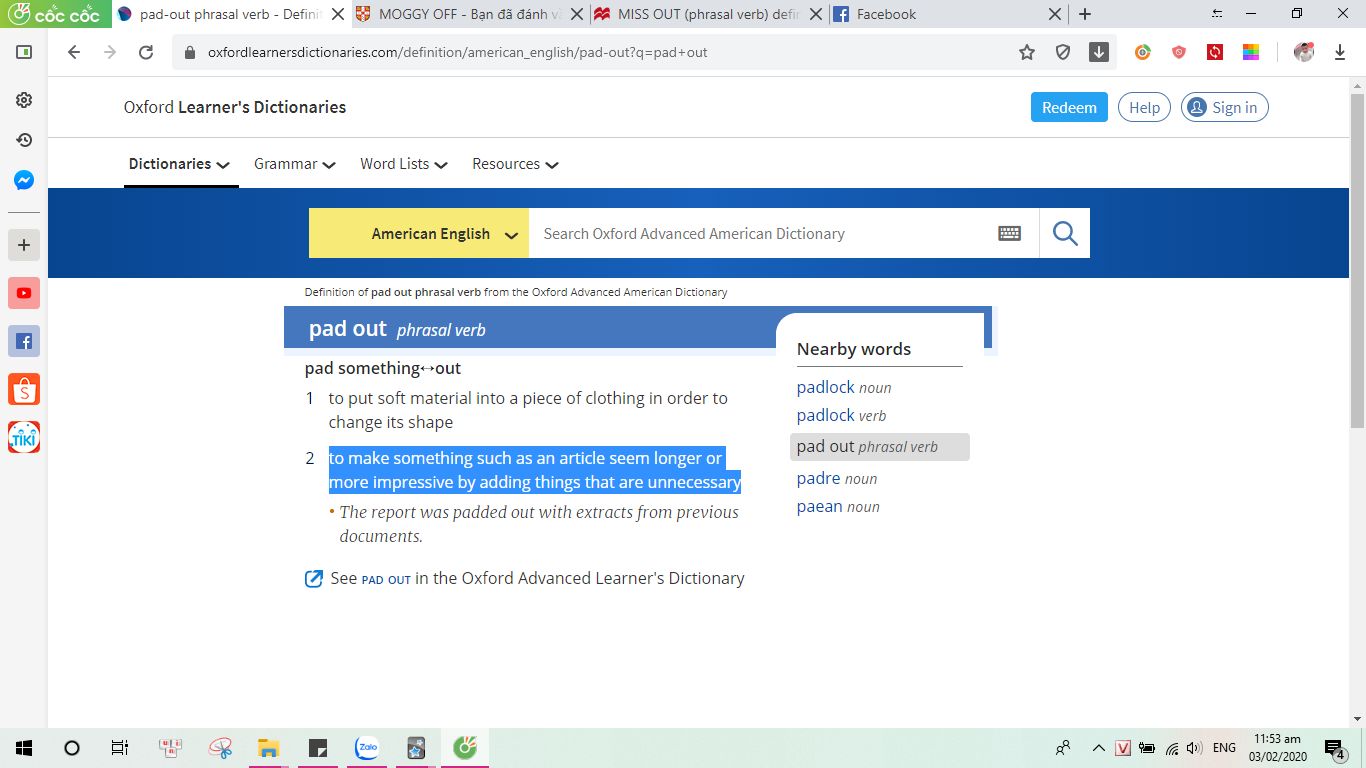 cốc cốc
pad-out phrasal verb - Defini
MOGGY OFF - Bạn đã đánh v
MISS OUT (phrasal verb) defi
Facebook
oxfordlearnersdictionaries.com/definition/american_english/pad-out?q=pad+out
Oxford Learner's Dictionaries
Redeem
Help
Sign in
Dictionaries
Grammar
Word Lists
Resources
American English
Search Oxford Advanced American Dictionary
Definition of pad out phrasal verb from the Oxford Advanced American Dictionary
pad out phrasal verb
pad something↔out
1 to put soft material into a piece of clothing in order to
change its shape
2 to make something such as an article seem longer or
more impressive by adding things that are unnecessary
• The report was padded out with extracts from previous
documents.
See PAD OUT in the Oxford Advanced Learner's Dictionary
Nearby words
padlock noun
padlock verb
pad out phrasal verb
padre noun
paean noun
TIKI
Zalo
V
ENG
11:53 am
03/02/2020
4